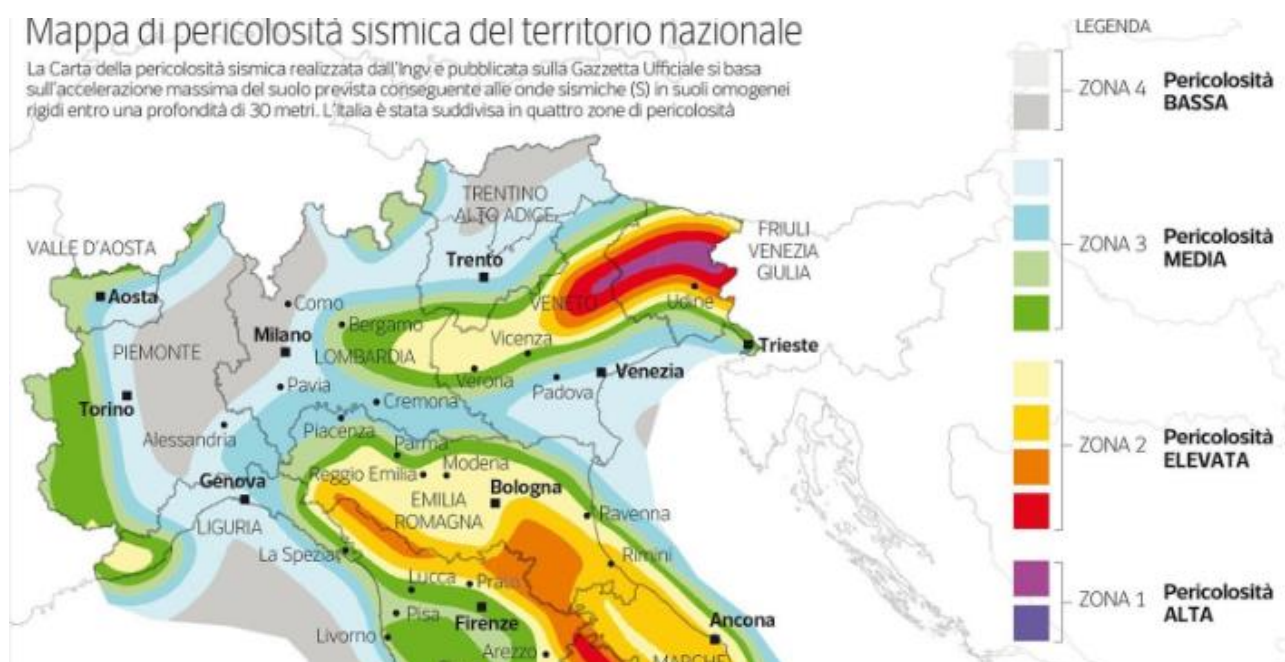 Mappa di pericolosità sismica del territorio nazionale
La Carta della pericolosità sismica realizzata dall'Ingv e pubblicata sulla Gazzetta Ufficiale si basa
sull'accelerazione massima del suolo prevista conseguente alle onde sismiche (S) in suoli omogenei
rigidi entro una profondità di 30 metri. L'Italia è stata suddivisa in quattro zone di pericolosità
LEGENDA
ZONA 4
Pericolosità
BASSA
ZONA 3
Pericolosità
MEDIA
ZONA 2
Pericolosità
ELEVATA
ZONA 1
Pericolosità
ALTA
TRENTINO
ALTO ADIGE
FRIULI
VENEZIA
GIULIA
VALLE D'AOSTA
Trento
Aosta
Como
VENETO
Udine
Bergamo
Milano
Vicenza
Trieste
PIEMONTE
LOMBARDIA
Verona
Venezia
Pavia
Padova
Torino
Cremona
Alessandria
Piacenza
Parma
Reggio Emilia
Modena
Genova
Bologna
EMILIA
ROMAGNA
LIGURIA
Ravenna
La Spezia
Rimini
Lucca
Prato
Pisa
Firenze
Ancona
Livorno
Arezzo
MARCHE